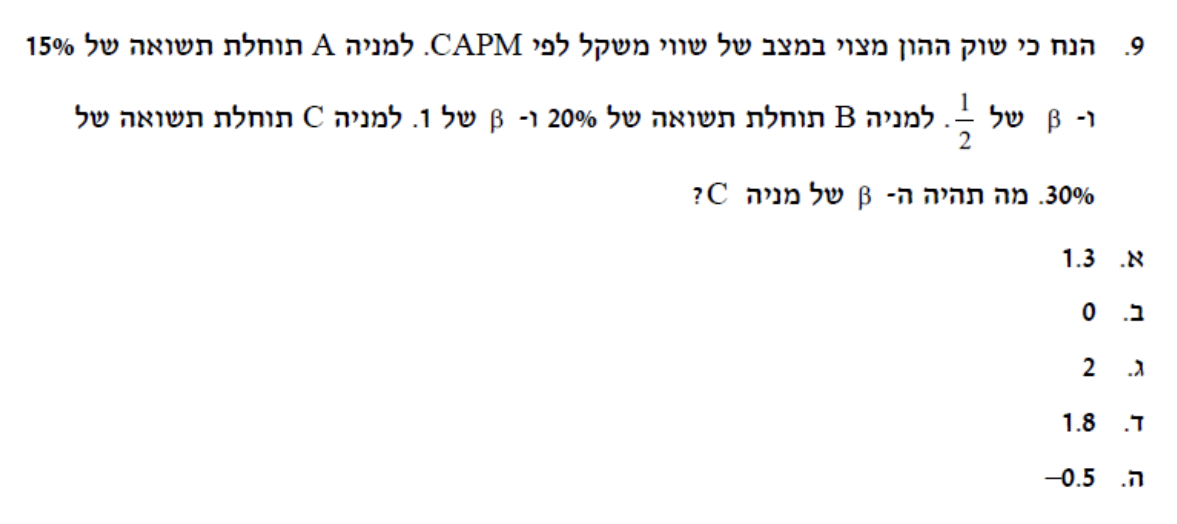 9. הנח כי שוק ההון מצוי במצב של שווי משקל לפי CAPM. למניה A תוחלת תשואה של 15%
ו- β של 1/2. למניה B תוחלת תשואה של 20% ו- β של 1. למניה C תוחלת תשואה של
30%. מה תהיה ה- β של מניה C?
א. 1.3
ב. 0
ג. 2
ד. 1.8
ה. –0.5